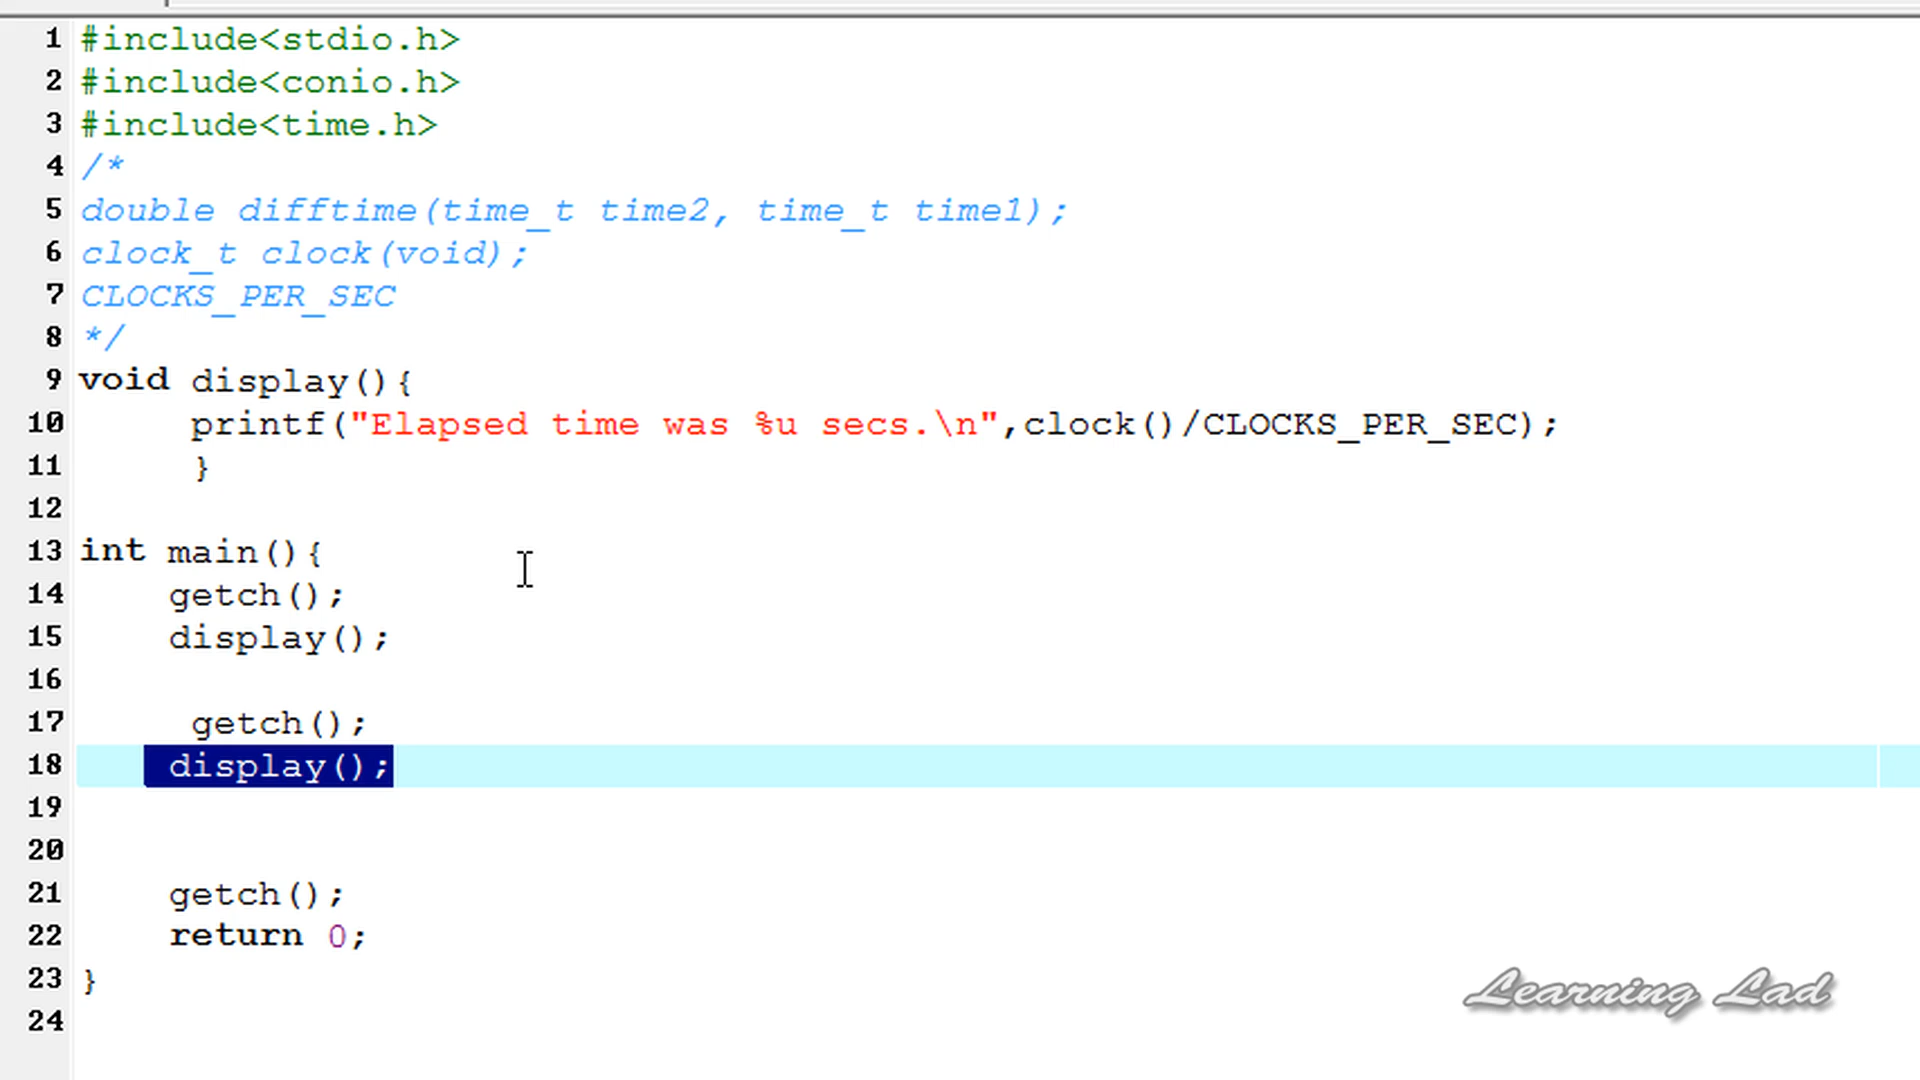 1 #include<stdio.h>
2 #include<conio.h>
3 #include<time.h>
4 /*
5 double difftime(time_t time2, time_t time1);
6 clock_t clock(void);
7 CLOCKS_PER_SEC
8 */
9 void display(){
10 printf("Elapsed time was %u secs.\n",clock()/CLOCKS_PER_SEC);
11 }
12
13 int main(){
14 getch();
15 display();
16
17 getch();
18 display();
19
20
21 getch();
22 return 0;
23 }
24
Learning Lad